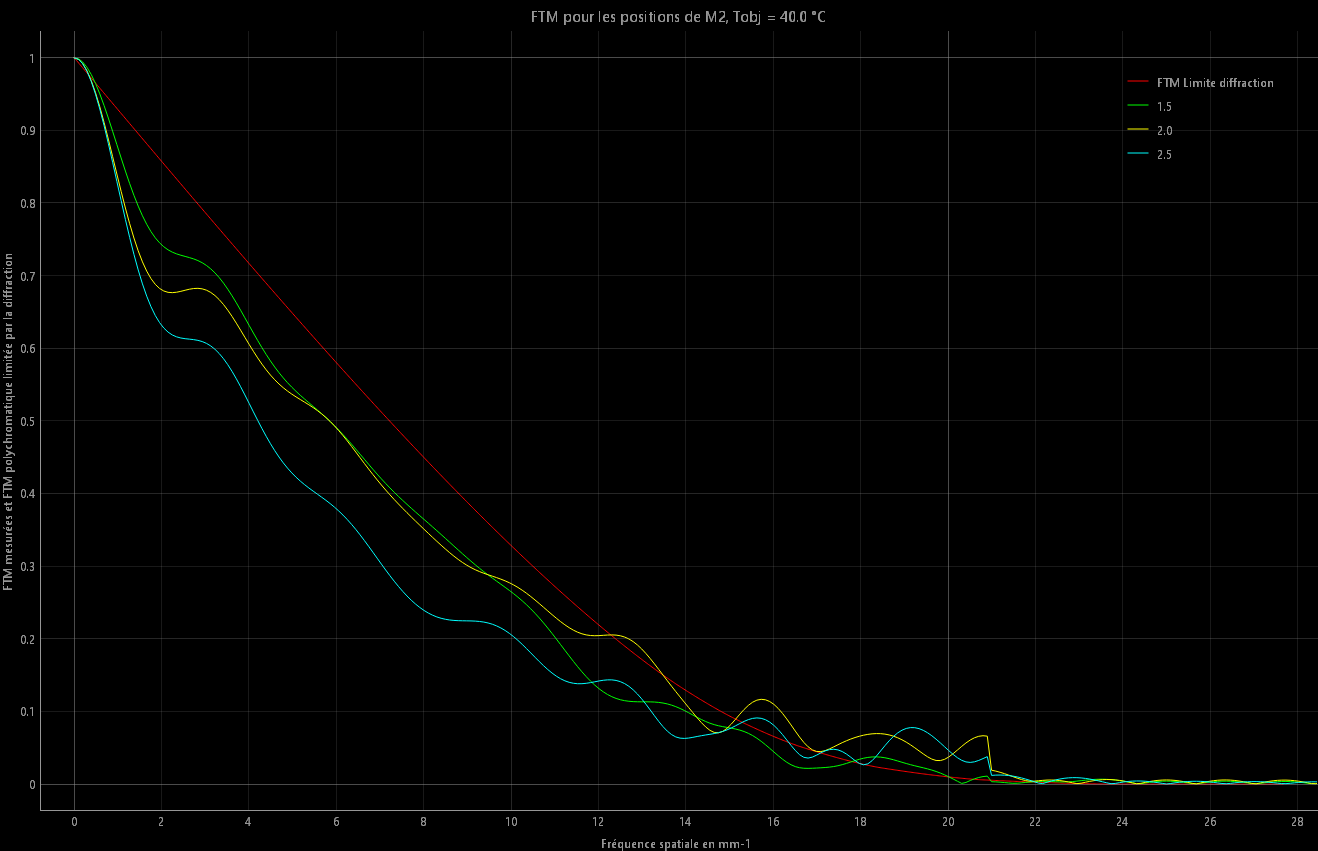 FTM pour les positions de M2, Tobj = 40.0 °C
FTM Limite diffraction
1.5
2.0
2.5
FTM mesurées et FTM polychromatique limitée par la diffraction
1
0.9
0.8
0.7
0.6
0.5
0.4
0.3
0.2
0.1
0
0 2 4 6 8 10 12 14 16 18 20 22 24 26 28
Fréquence spatiale en mm-1